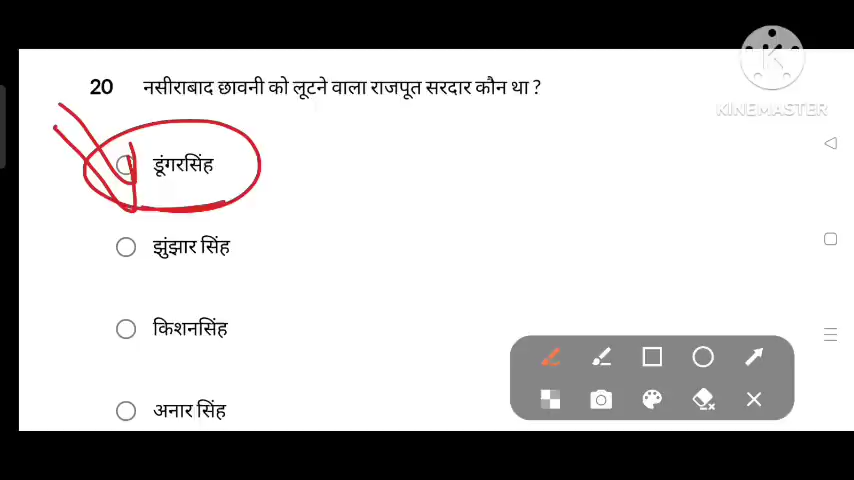 20 नसीराबाद छावनी को लूटने वाला राजपूत सरदार कौन था ?
KINEMASTER
डूंगरसिंह
झुंझार सिंह
किशनसिंह
अनार सिंह